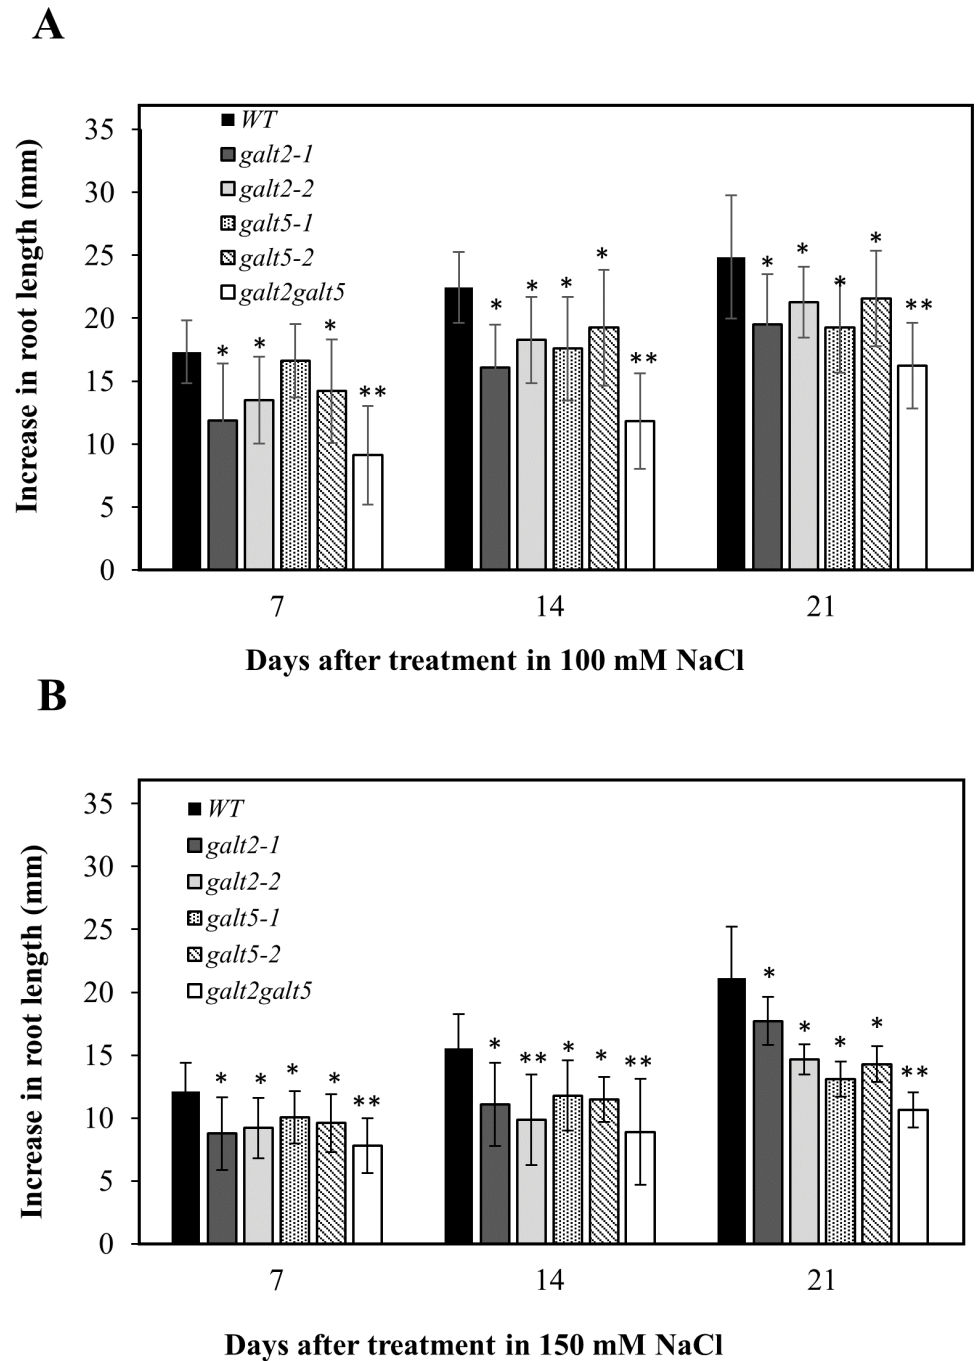 A
Increase in root length (mm)
35
30
25
20
15
10
5
0
WT
galt2-1
galt2-2
galt5-1
galt5-2
galt2galt5
* * * **
* * * * **
* * * * **
7 14 21
Days after treatment in 100 mM NaCl
B
Increase in root length (mm)
35
30
25
20
15
10
5
0
WT
galt2-1
galt2-2
galt5-1
galt5-2
galt2galt5
* * * * **
* ** * * **
* * * * **
7 14 21
Days after treatment in 150 mM NaCl